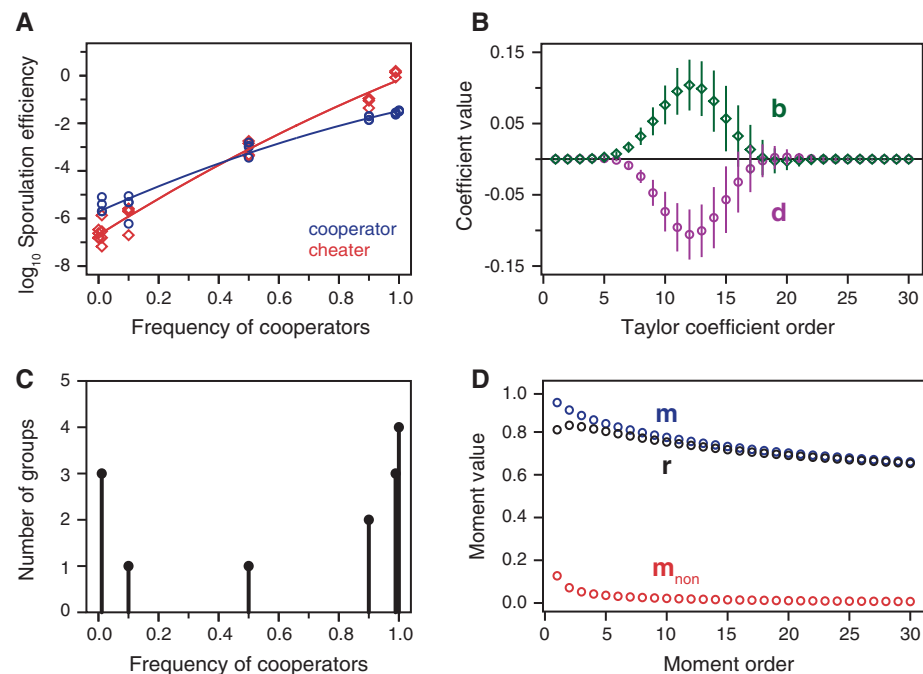 A
log10 Sporulation efficiency
0
-2
-4
-6
-8
cooperator
cheater
0.0 0.2 0.4 0.6 0.8 1.0
Frequency of cooperators
B
Coefficient value
0.15
0.05
-0.05
-0.15
b
d
0 5 10 15 20 25 30
Taylor coefficient order
C
Number of groups
5
4
3
2
1
0
0.0 0.2 0.4 0.6 0.8 1.0
Frequency of cooperators
D
Moment value
1.0
0.8
0.6
0.4
0.2
0.0
m
r
mnon
0 5 10 15 20 25 30
Moment order